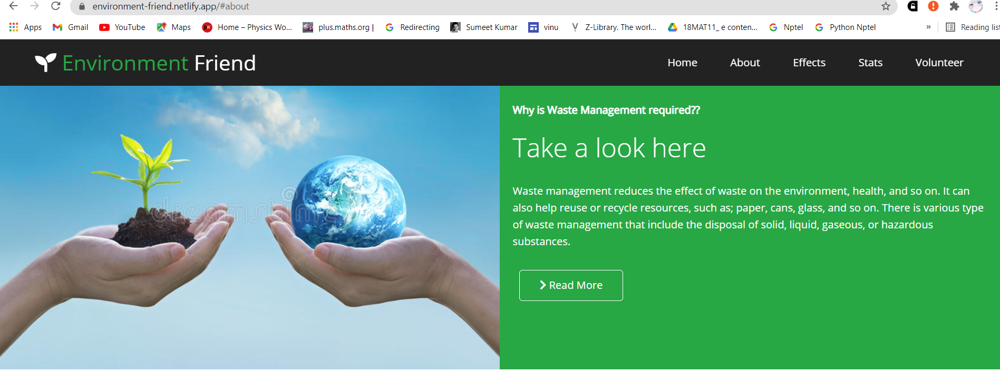 environment-friend.netlify.app/#about
Apps Gmail YouTube Maps Home – Physics Wo... plus.maths.org | Redirecting Sumeet Kumar vinu Z-Library. The worl... 18MAT11_ e conten... Nptel Python Nptel » Reading list
Environment Friend Home About Effects Stats Volunteer
Why is Waste Management required??
Take a look here
Waste management reduces the effect of waste on the environment, health, and so on. It can
also help reuse or recycle resources, such as; paper, cans, glass, and so on. There is various type
of waste management that include the disposal of solid, liquid, gaseous, or hazardous
substances.
Read More
dreamstime